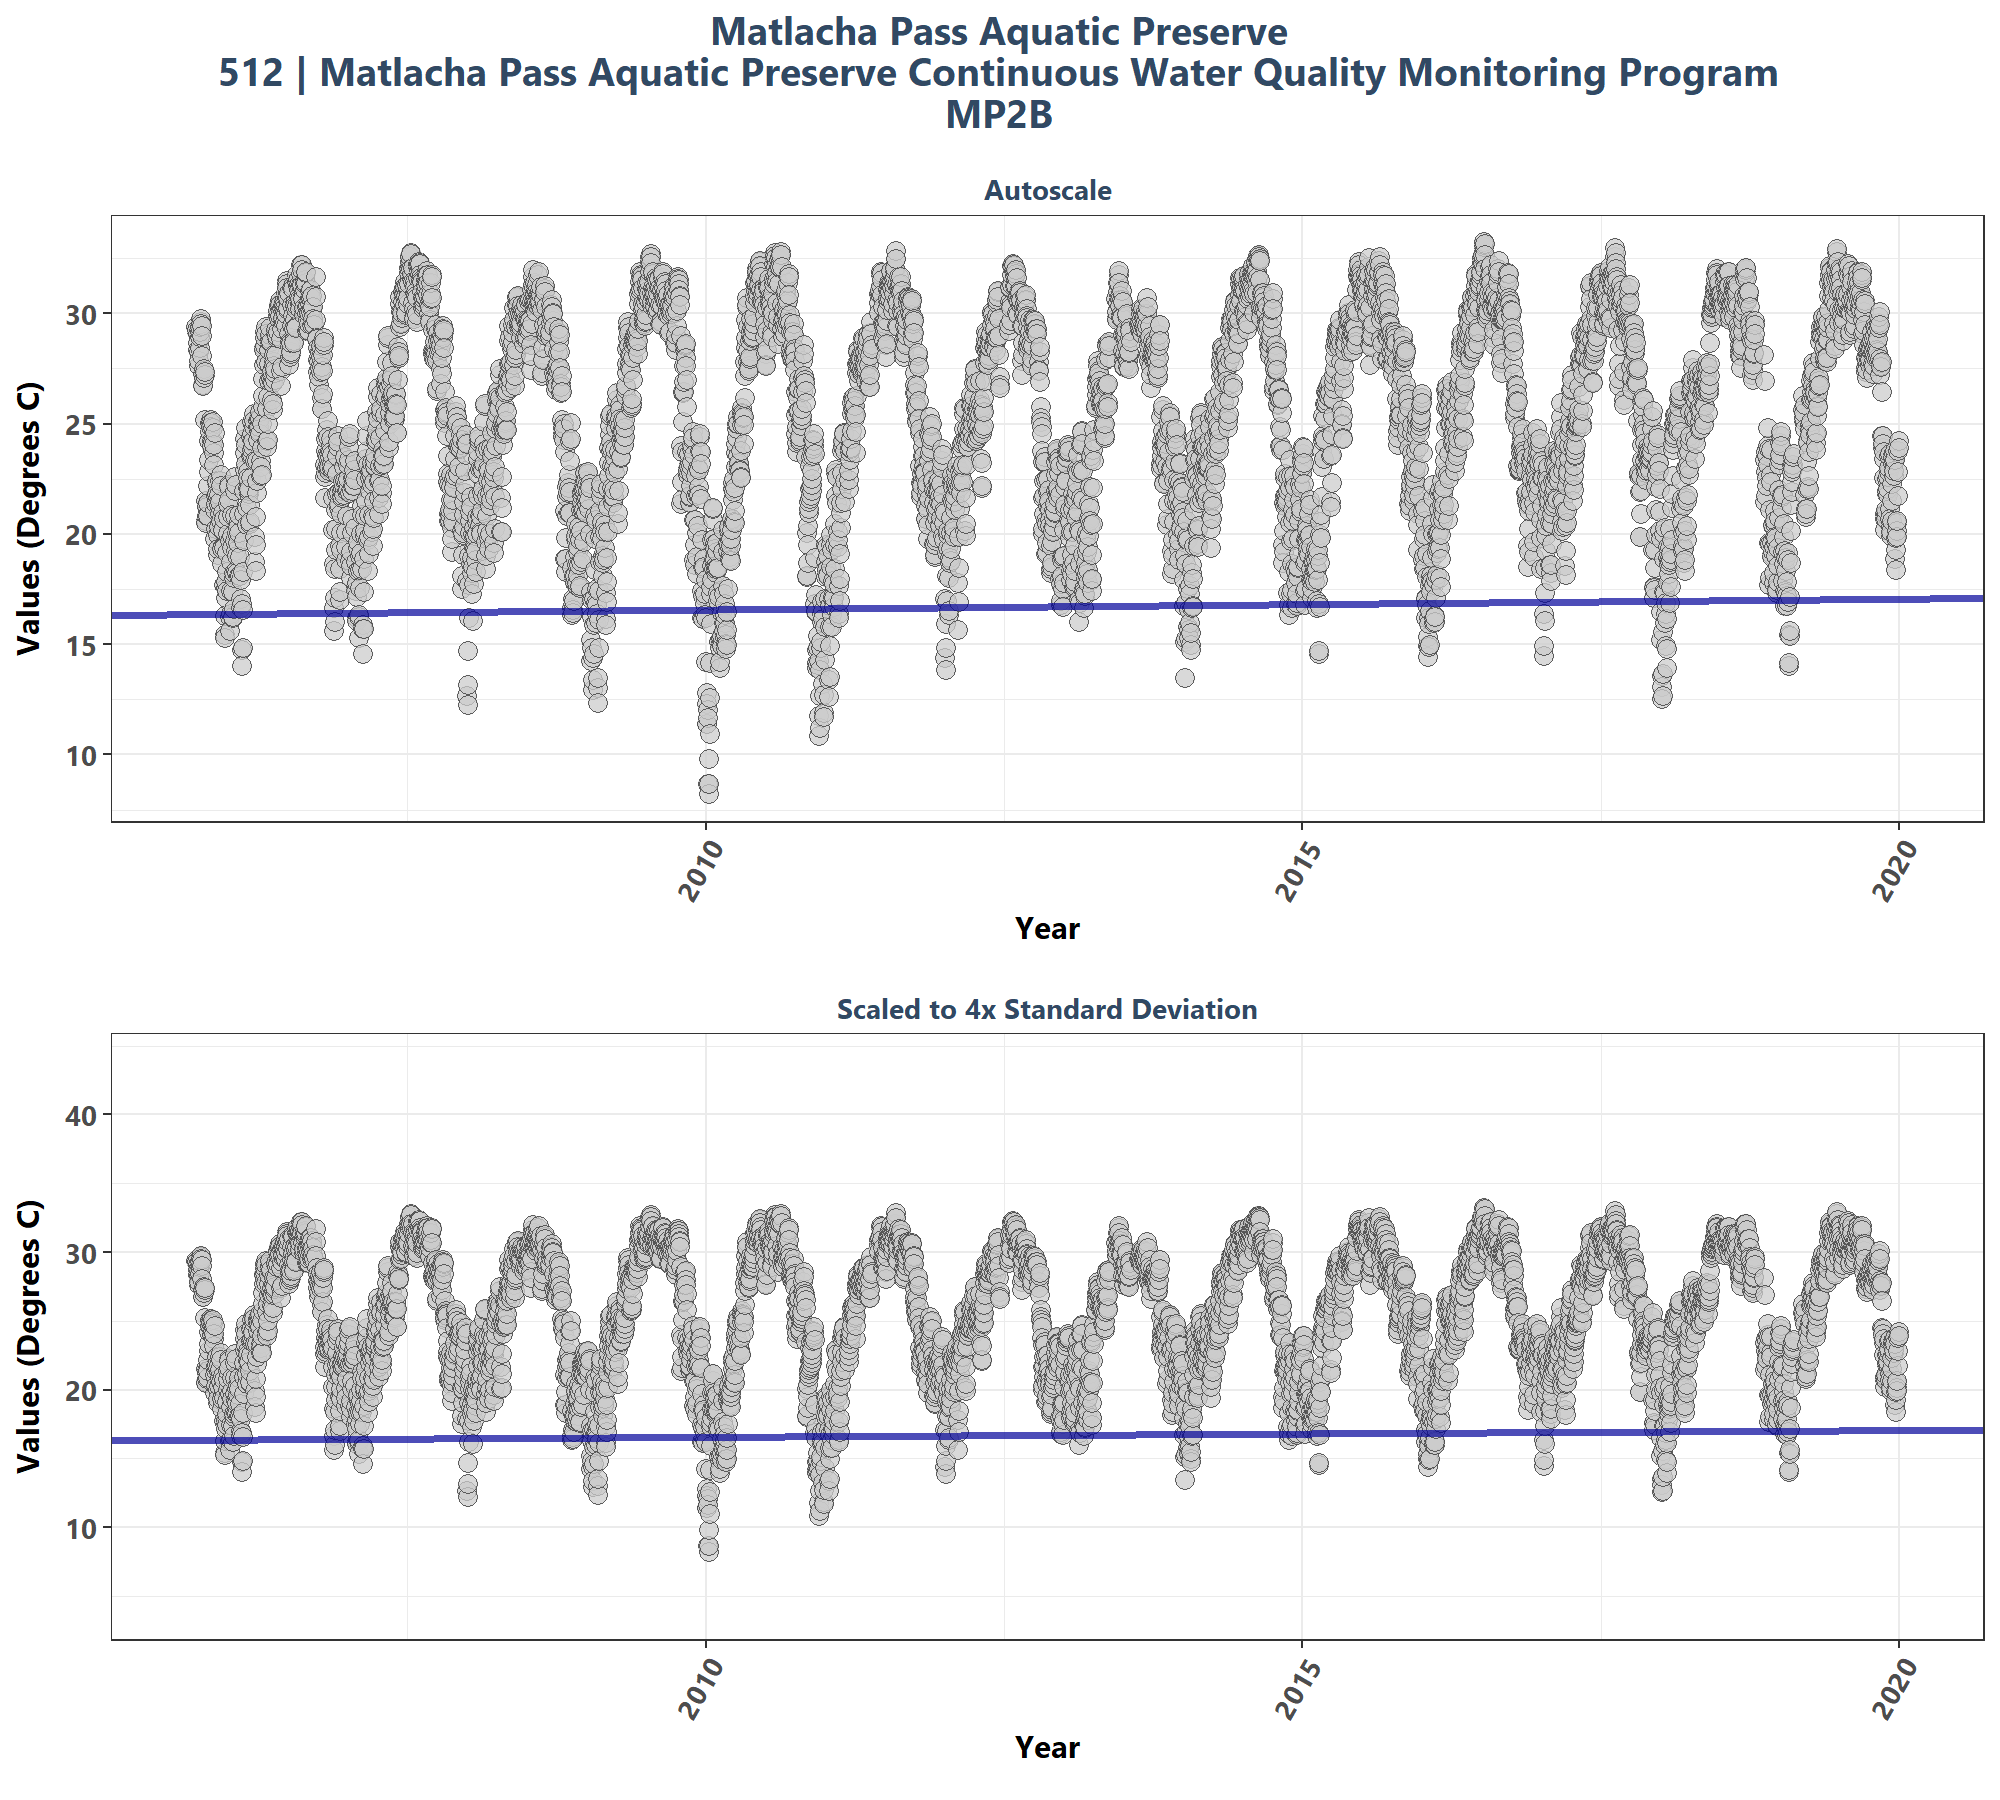 Matlacha Pass Aquatic Preserve
512 | Matlacha Pass Aquatic Preserve Continuous Water Quality Monitoring Program
MP2B
Autoscale
Values (Degrees C)
30
25
20
15
10
2010
2015
2020
Year
Scaled to 4x Standard Deviation
Values (Degrees C)
40
30
20
10
2010
2015
2020
Year